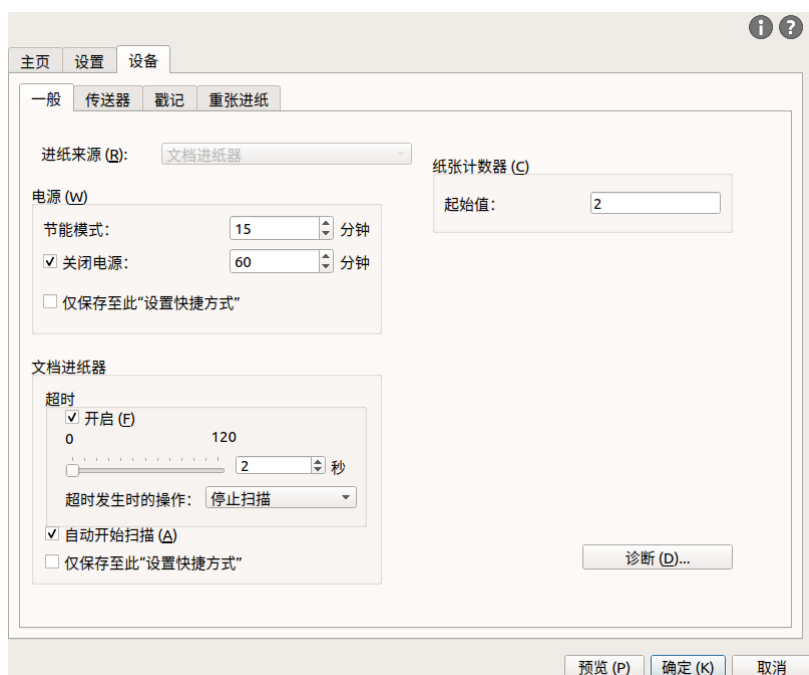 主页 设置 设备
一般 传送器 戳记 重张进纸
进纸来源 (R): 文档进纸器
纸张计数器 (C)
起始值: 2
电源 (W)
节能模式: 15 分钟
关闭电源: 60 分钟
仅保存至此“设置快捷方式”
文档进纸器
超时
开启 (F)
0 120
2 秒
超时发生时的操作: 停止扫描
自动开始扫描 (A)
仅保存至此“设置快捷方式”
诊断 (D)...
预览 (P) 确定 (K) 取消